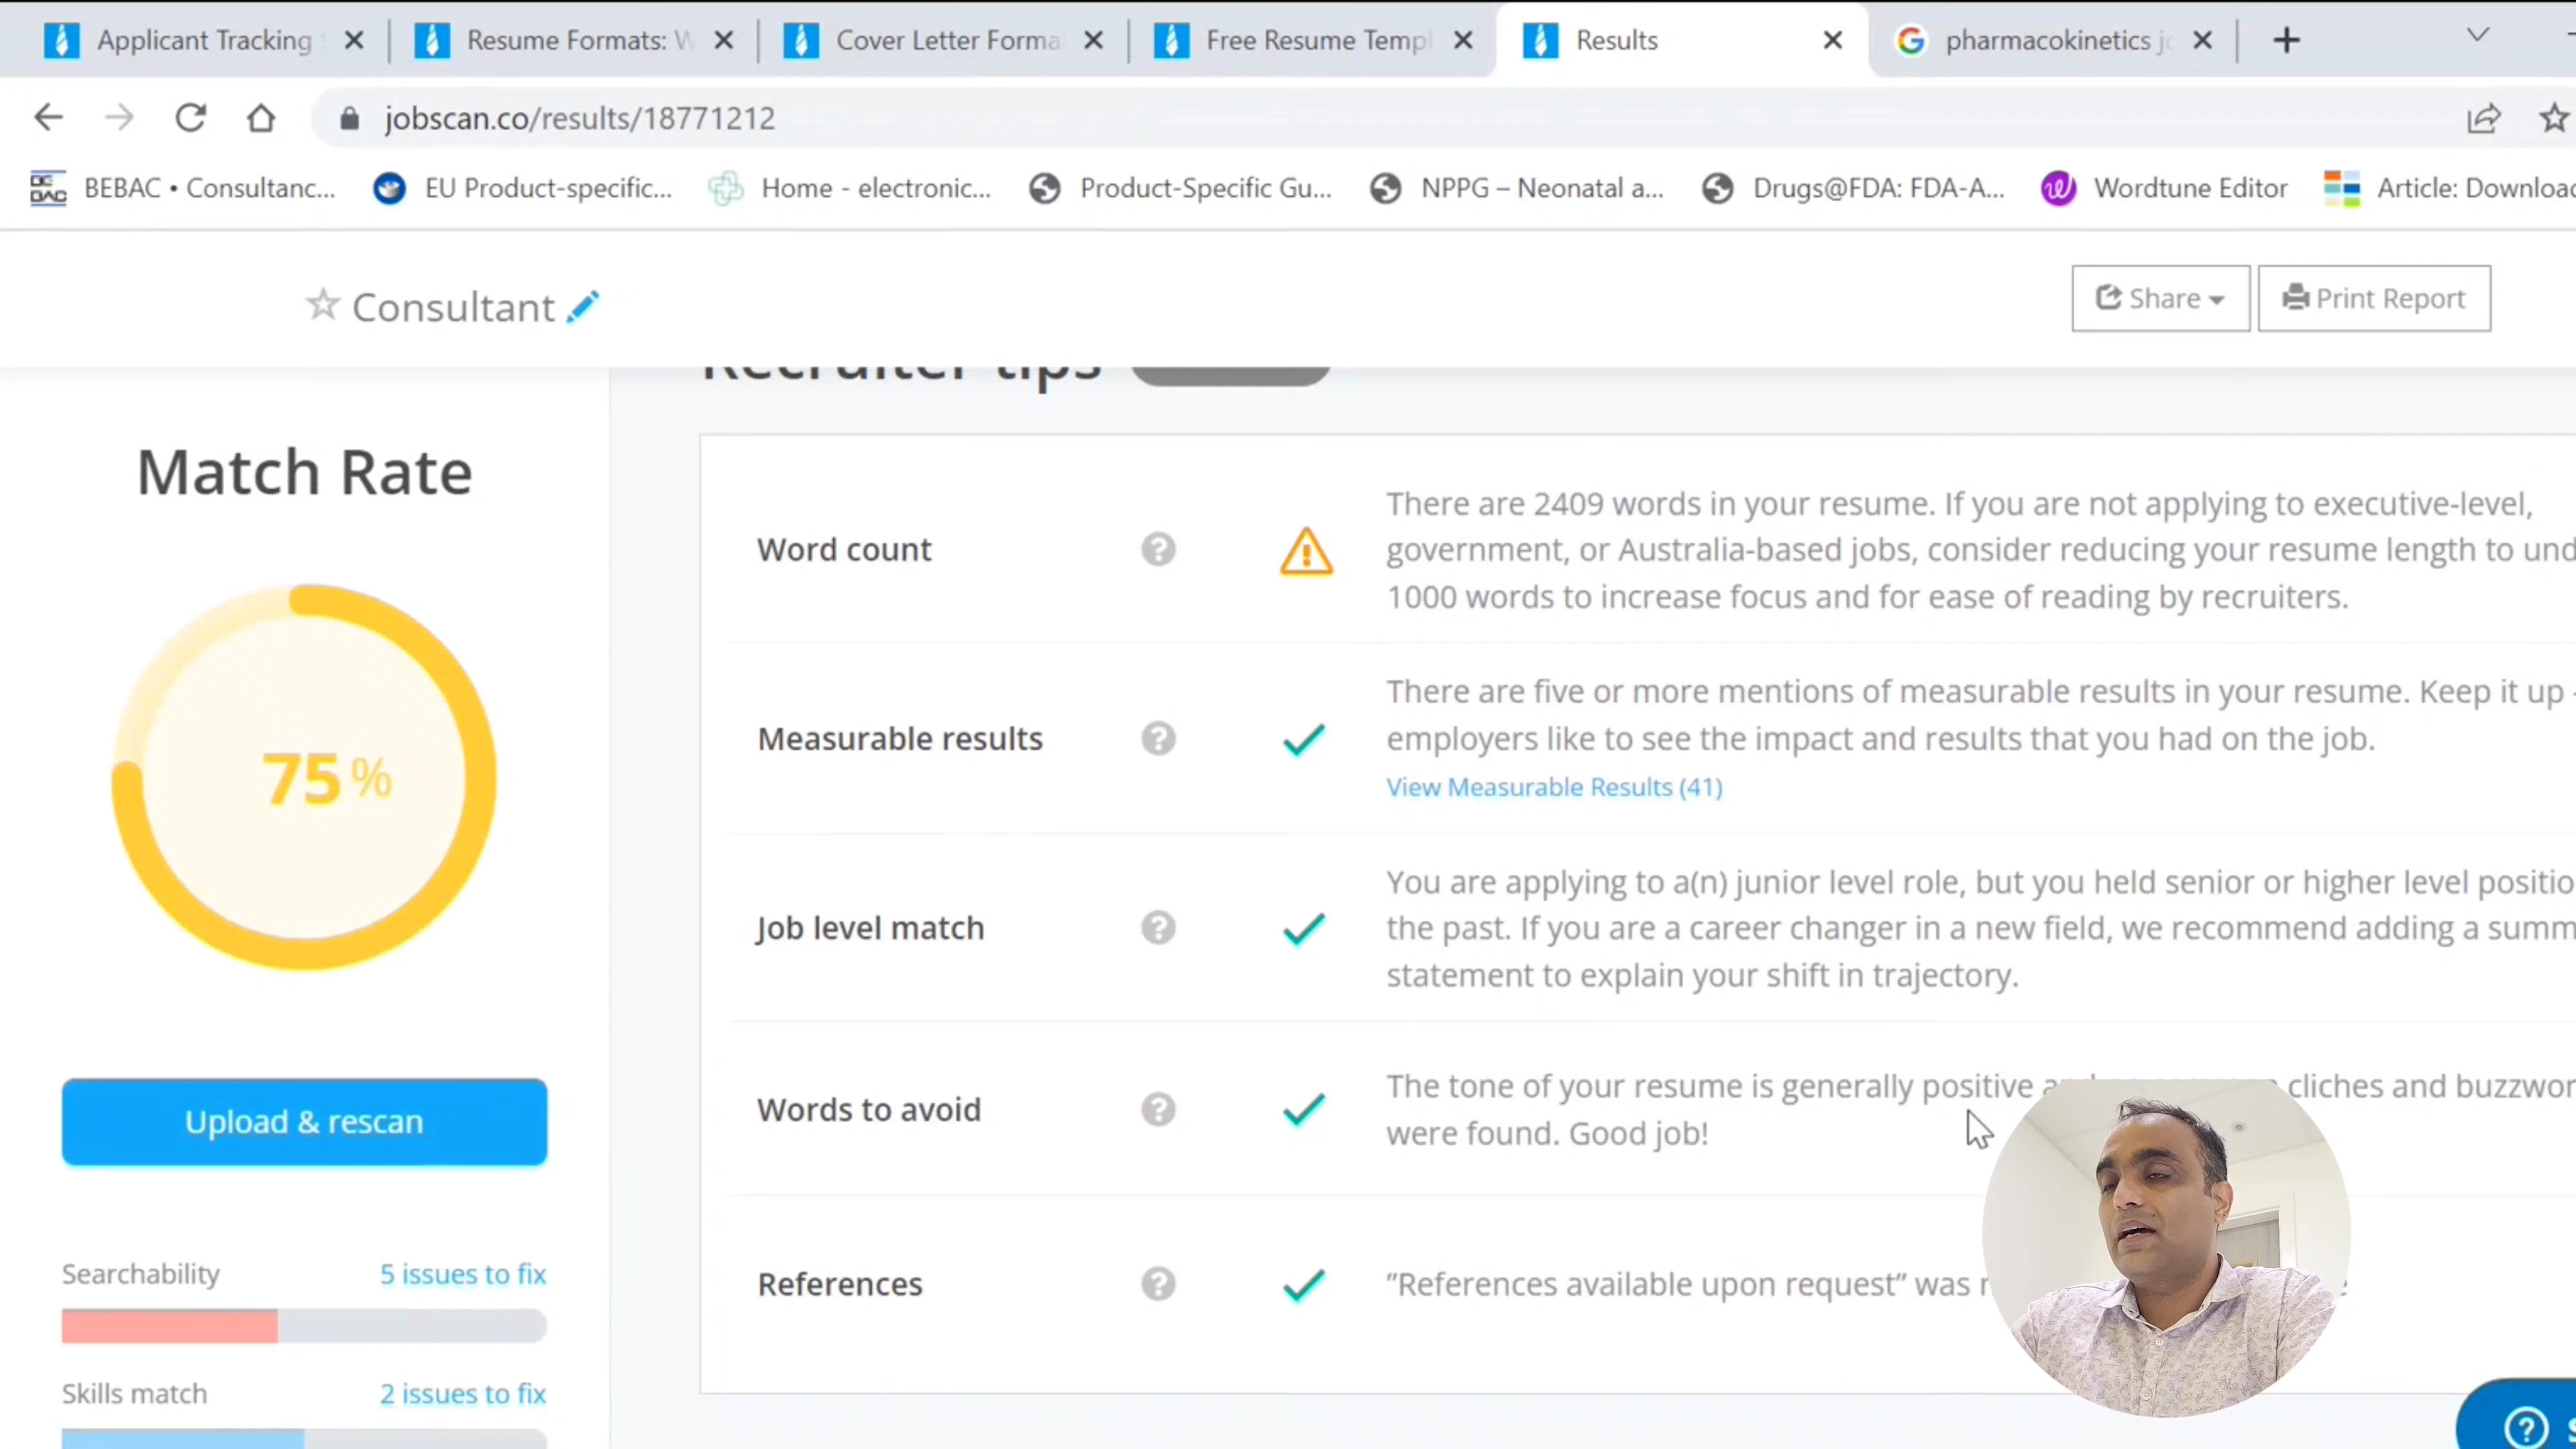 Applicant Tracking
Resume Formats: W
Cover Letter Forma
Free Resume Templ
Results
pharmacokinetics jo
jobscan.co/results/18771212
BEBAC • Consultanc...
EU Product-specific...
Home - electronic...
Product-Specific Gu...
NPPG – Neonatal a...
Drugs@FDA: FDA-A...
Wordtune Editor
Article: Download
Consultant
Share
Print Report
Recruiter tips
Match Rate
75 %
Upload & rescan
Searchability 5 issues to fix
Skills match 2 issues to fix
Word count
There are 2409 words in your resume. If you are not applying to executive-level,
government, or Australia-based jobs, consider reducing your resume length to und
1000 words to increase focus and for ease of reading by recruiters.
Measurable results
There are five or more mentions of measurable results in your resume. Keep it up -
employers like to see the impact and results that you had on the job.
View Measurable Results (41)
Job level match
You are applying to a(n) junior level role, but you held senior or higher level positio
the past. If you are a career changer in a new field, we recommend adding a summ
statement to explain your shift in trajectory.
Words to avoid
The tone of your resume is generally positive cliches and buzzwor
were found. Good job!
References
”References available upon request” was